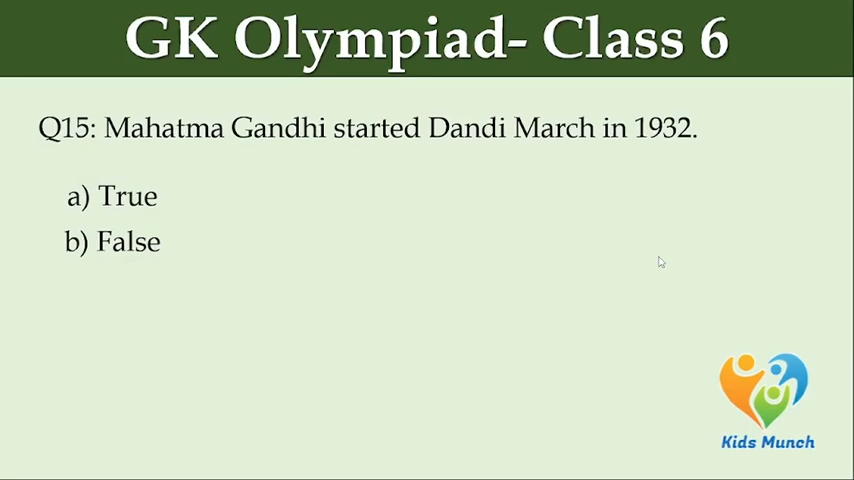 GK Olympiad- Class 6
Q15: Mahatma Gandhi started Dandi March in 1932.
a) True
b) False
Kids Munch